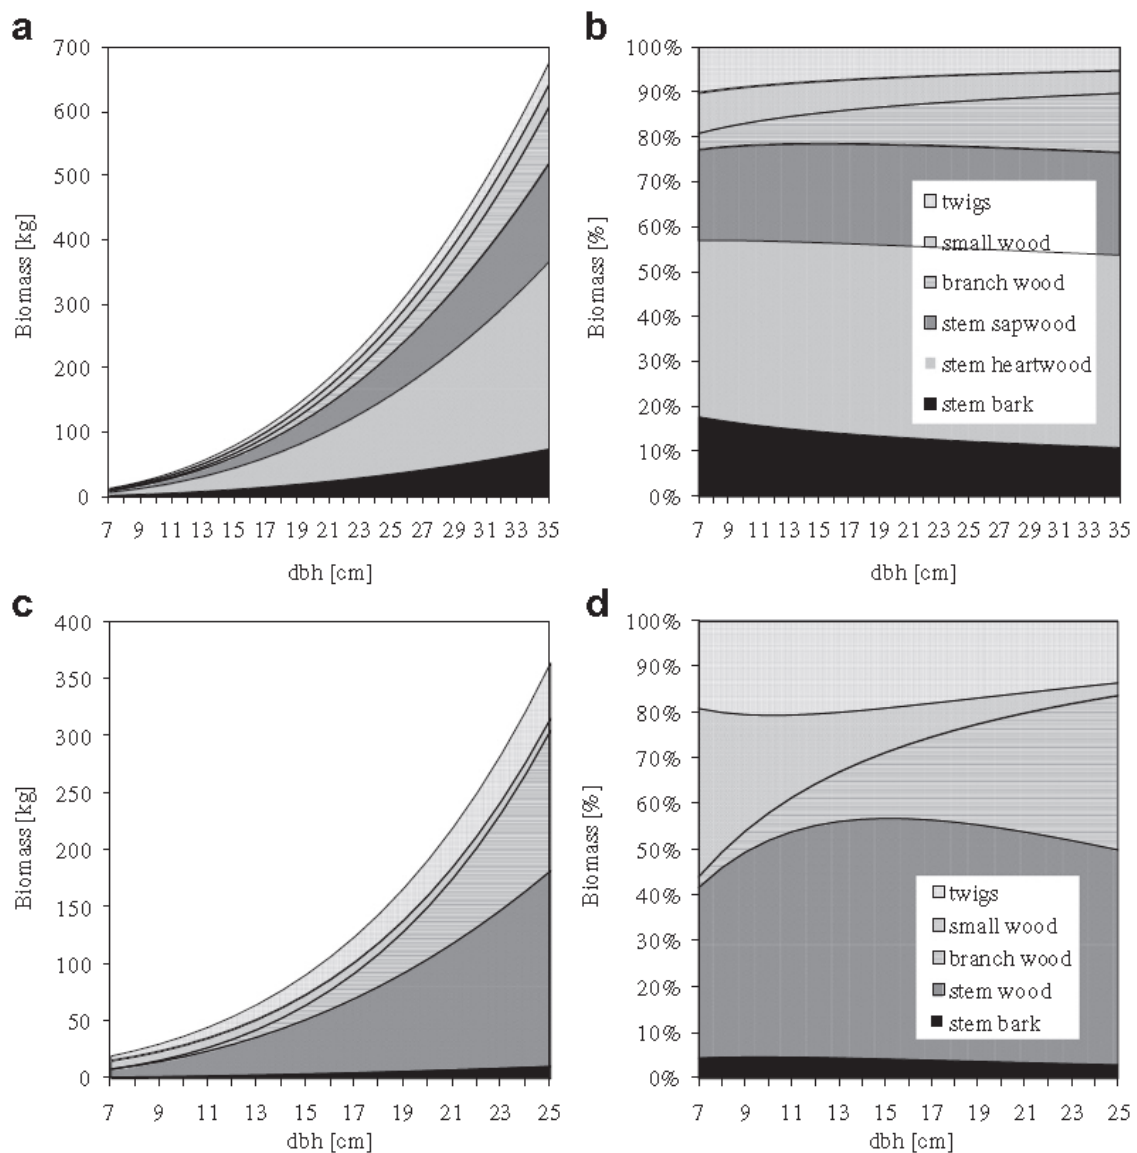 a
700
600
500
400
300
200
100
0
Biomass [kg]
7 9 11 13 15 17 19 21 23 25 27 29 31 33 35
dbh [cm]
b
100%
90%
80%
70%
60%
50%
40%
30%
20%
10%
0%
Biomass [%]
twigs
small wood
branch wood
stem sapwood
stem heartwood
stem bark
7 9 11 13 15 17 19 21 23 25 27 29 31 33 35
dbh [cm]
c
400
350
300
250
200
150
100
50
0
Biomass [kg]
7 9 11 13 15 17 19 21 23 25
dbh [cm]
d
100%
90%
80%
70%
60%
50%
40%
30%
20%
10%
0%
Biomass [%]
twigs
small wood
branch wood
stem wood
stem bark
7 9 11 13 15 17 19 21 23 25
dbh [cm]